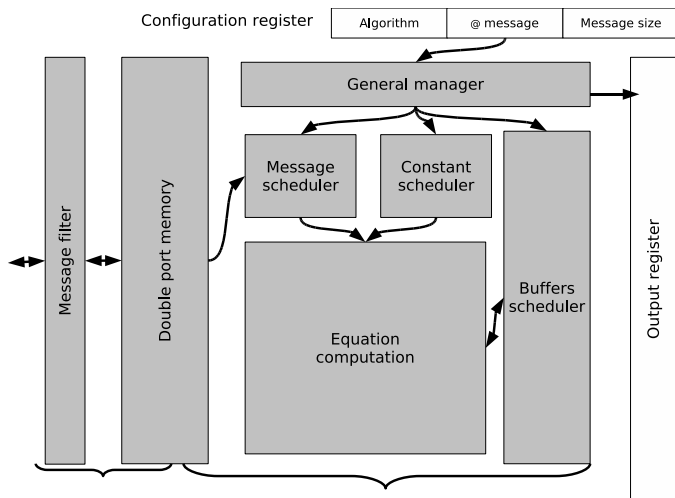 Configuration register
Algorithm
@ message
Message size
General manager
Message
scheduler
Constant
scheduler
Message filter
Double port memory
Buffers
scheduler
Equation
computation
Output register